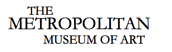 THE
METROPOLITAN
MUSEUM OF ART